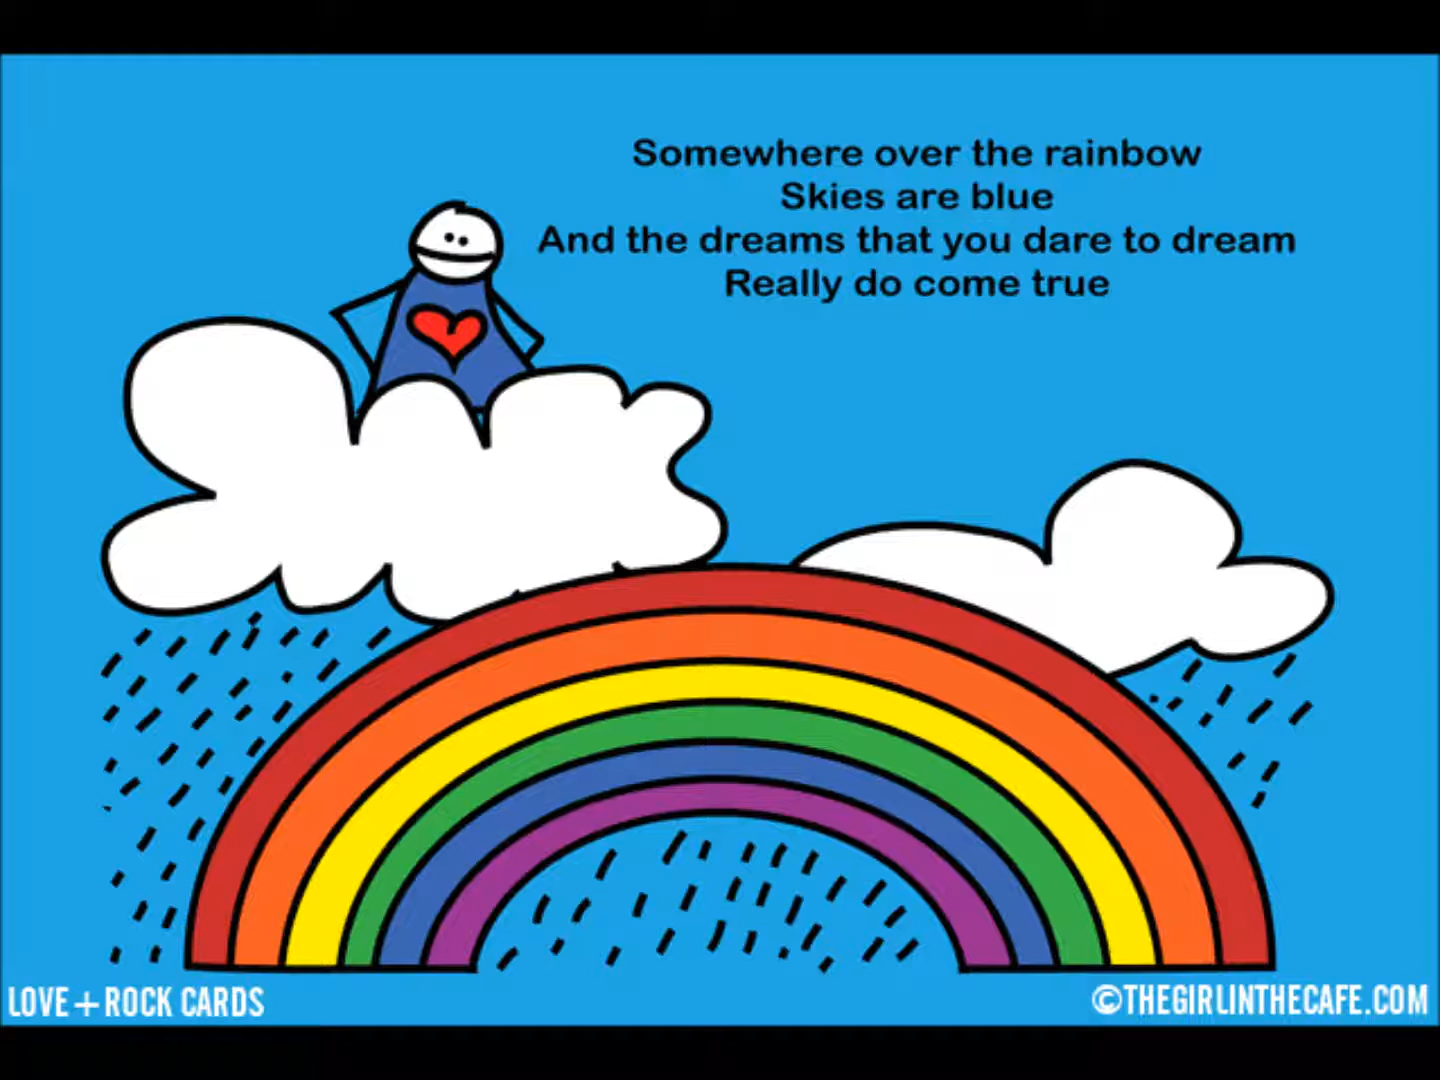 Somewhere over the rainbow
Skies are blue
And the dreams that you dare to dream
Really do come true
LOVE+ROCK CARDS
©THEGIRLINTHECAFE.COM